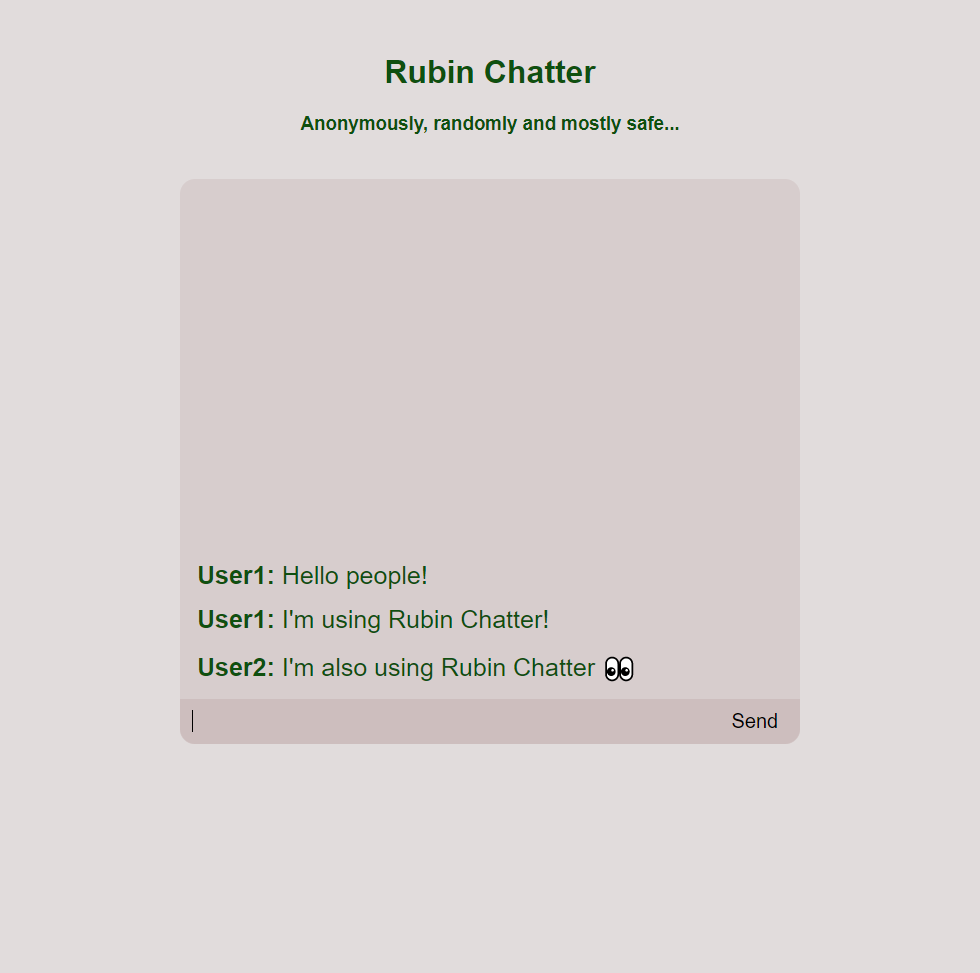 Rubin Chatter
Anonymously, randomly and mostly safe...
User1: Hello people!
User1: I'm using Rubin Chatter!
User2: I'm also using Rubin Chatter 👀
Send